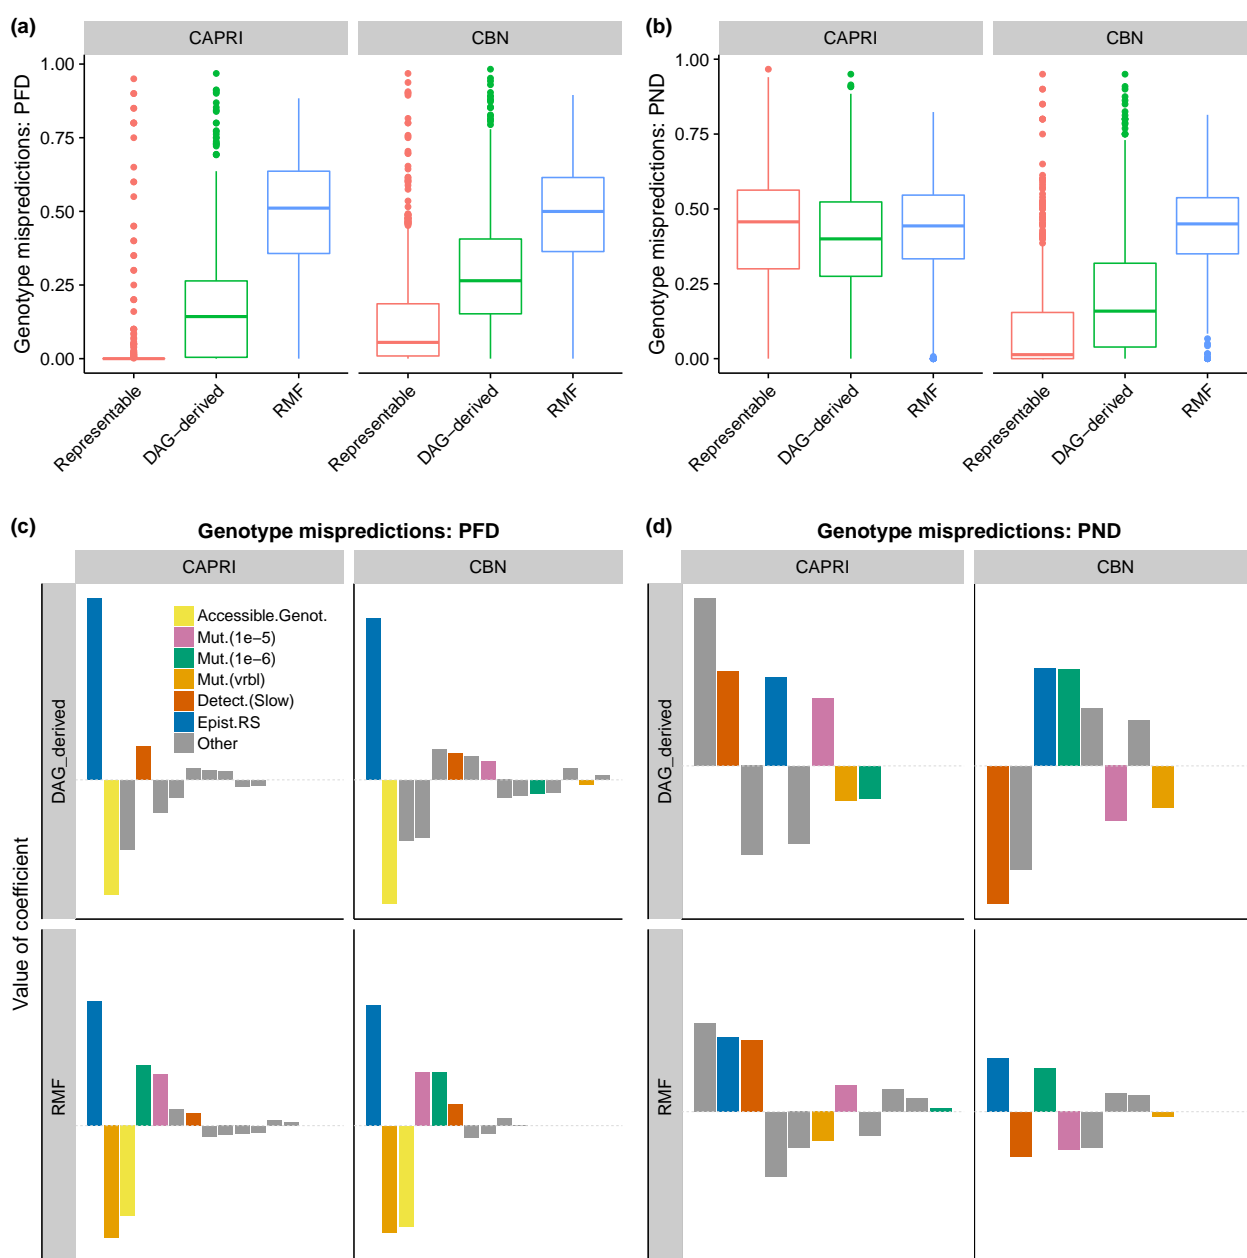 (a)
CAPRI
CBN
Genotype mispredictions: PFD
1.00
0.75
0.50
0.25
0.00
Representable
DAG−derived
RMF
Representable
DAG−derived
RMF
(b)
CAPRI
CBN
Genotype mispredictions: PND
1.00
0.75
0.50
0.25
0.00
Representable
DAG−derived
RMF
Representable
DAG−derived
RMF
(c)
Genotype mispredictions: PFD
CAPRI
CBN
Value of coefficient
DAG_derived
RMF
Accessible.Genot.
Mut.(1e−5)
Mut.(1e−6)
Mut.(vrbl)
Detect.(Slow)
Epist.RS
Other
(d)
Genotype mispredictions: PND
CAPRI
CBN
DAG_derived
RMF